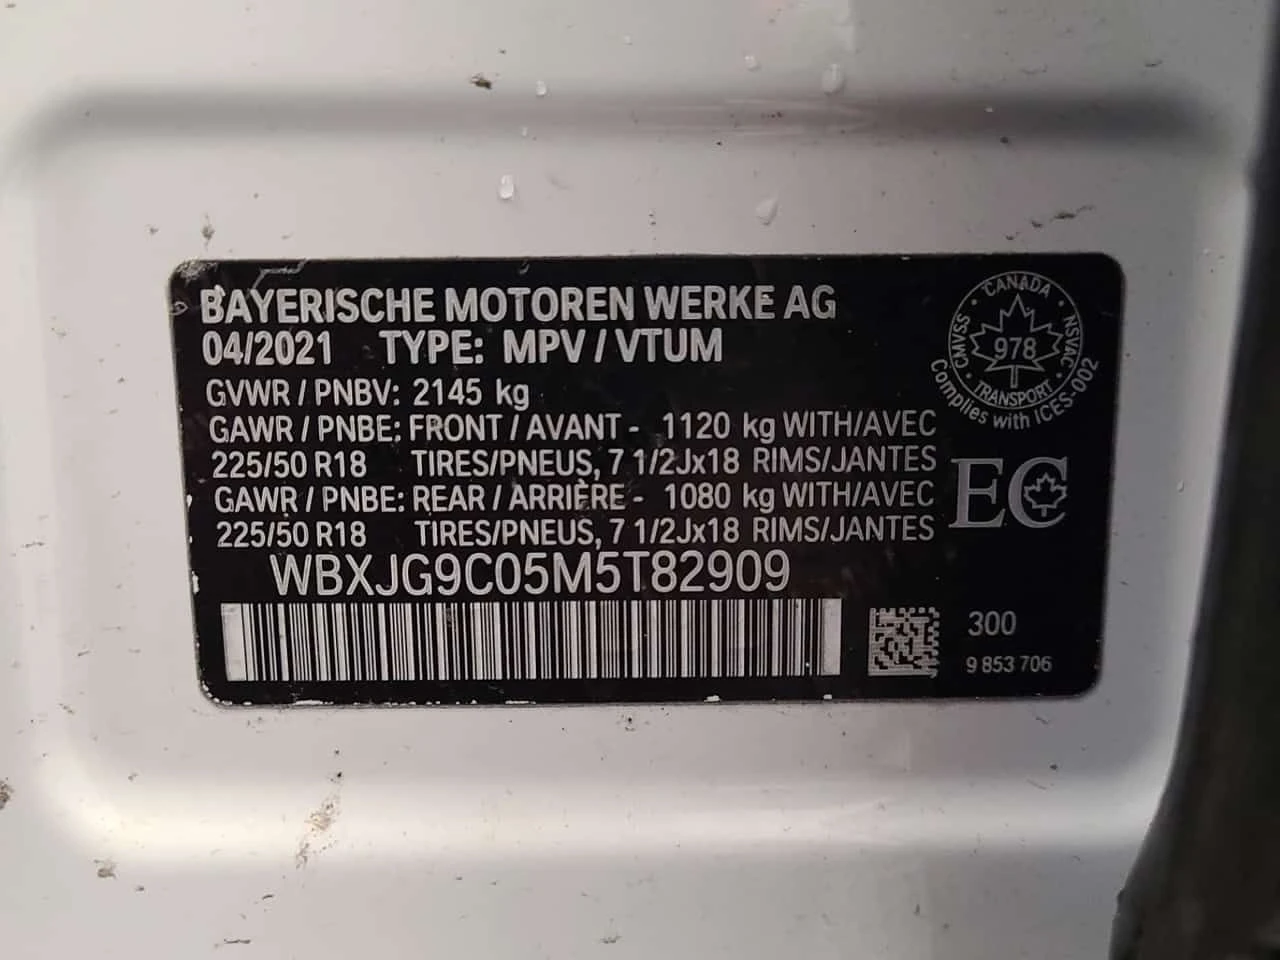 BAYERISCHE MOTOREN WERKE AG
04/2021 TYPE: MPV / VTUM
GVWR / PNBV: 2145 kg
GAWR / PNBE: FRONT / AVANT - 1120 kg WITH/AVEC
225/50 R18 TIRES/PNEUS, 7 1/2Jx18 RIMS/JANTES
GAWR / PNBE: REAR / ARRIÈRE - 1080 kg WITH/AVEC
225/50 R18 TIRES/PNEUS, 7 1/2Jx18 RIMS/JANTES
WBXJG9C05M5T82909
CANADA
CMVSS
978
NSVAC
TRANSPORT
Complies with ICES-002
EC
300
9 853 706